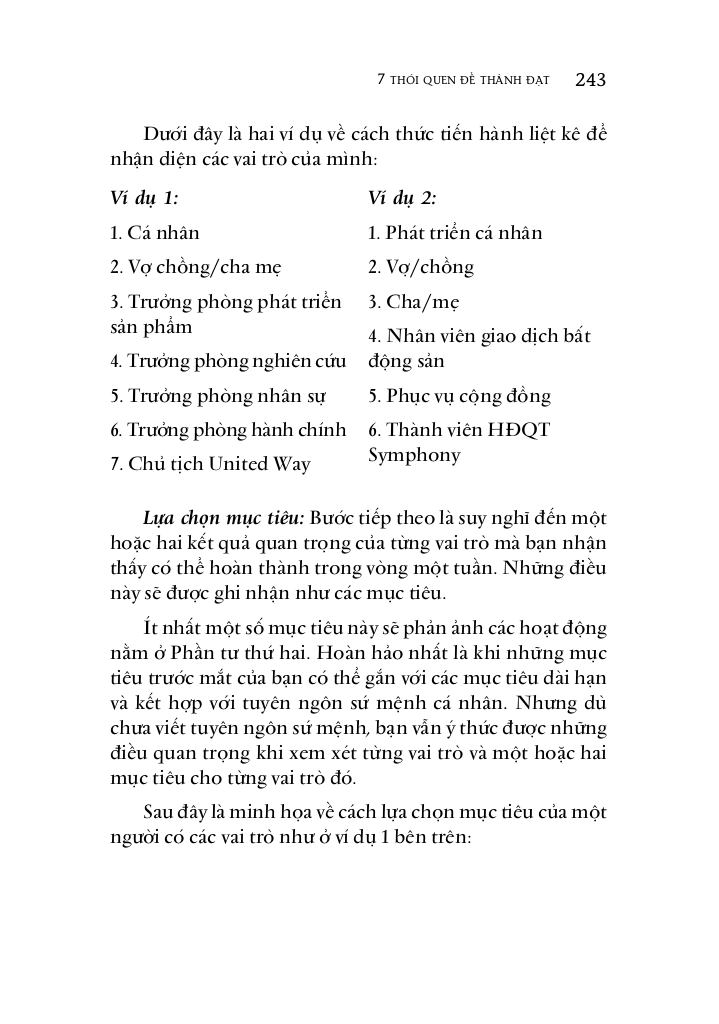 7 THÓI QUEN ĐỂ THÀNH ĐẠT 243
Dưới đây là hai ví dụ về cách thức tiến hành liệt kê để
nhận diện các vai trò của mình:
Ví dụ 1:
1. Cá nhân
2. Vợ chồng/cha mẹ
3. Trưởng phòng phát triển
sản phẩm
4. Trưởng phòng nghiên cứu
5. Trưởng phòng nhân sự
6. Trưởng phòng hành chính
7. Chủ tịch United Way
Ví dụ 2:
1. Phát triển cá nhân
2. Vợ/chồng
3. Cha/mẹ
4. Nhân viên giao dịch bất
động sản
5. Phục vụ cộng đồng
6. Thành viên HĐQT
Symphony
Lựa chọn mục tiêu: Bước tiếp theo là suy nghĩ đến một
hoặc hai kết quả quan trọng của từng vai trò mà bạn nhận
thấy có thể hoàn thành trong vòng một tuần. Những điều
này sẽ được ghi nhận như các mục tiêu.
Ít nhất một số mục tiêu này sẽ phản ảnh các hoạt động
nằm ở Phần tư thứ hai. Hoàn hảo nhất là khi những mục
tiêu trước mắt của bạn có thể gắn với các mục tiêu dài hạn
và kết hợp với tuyên ngôn sứ mệnh cá nhân. Nhưng dù
chưa viết tuyên ngôn sứ mệnh, bạn vẫn ý thức được những
điều quan trọng khi xem xét từng vai trò và một hoặc hai
mục tiêu cho từng vai trò đó.
Sau đây là minh họa về cách lựa chọn mục tiêu của một
người có các vai trò như ở ví dụ 1 bên trên: